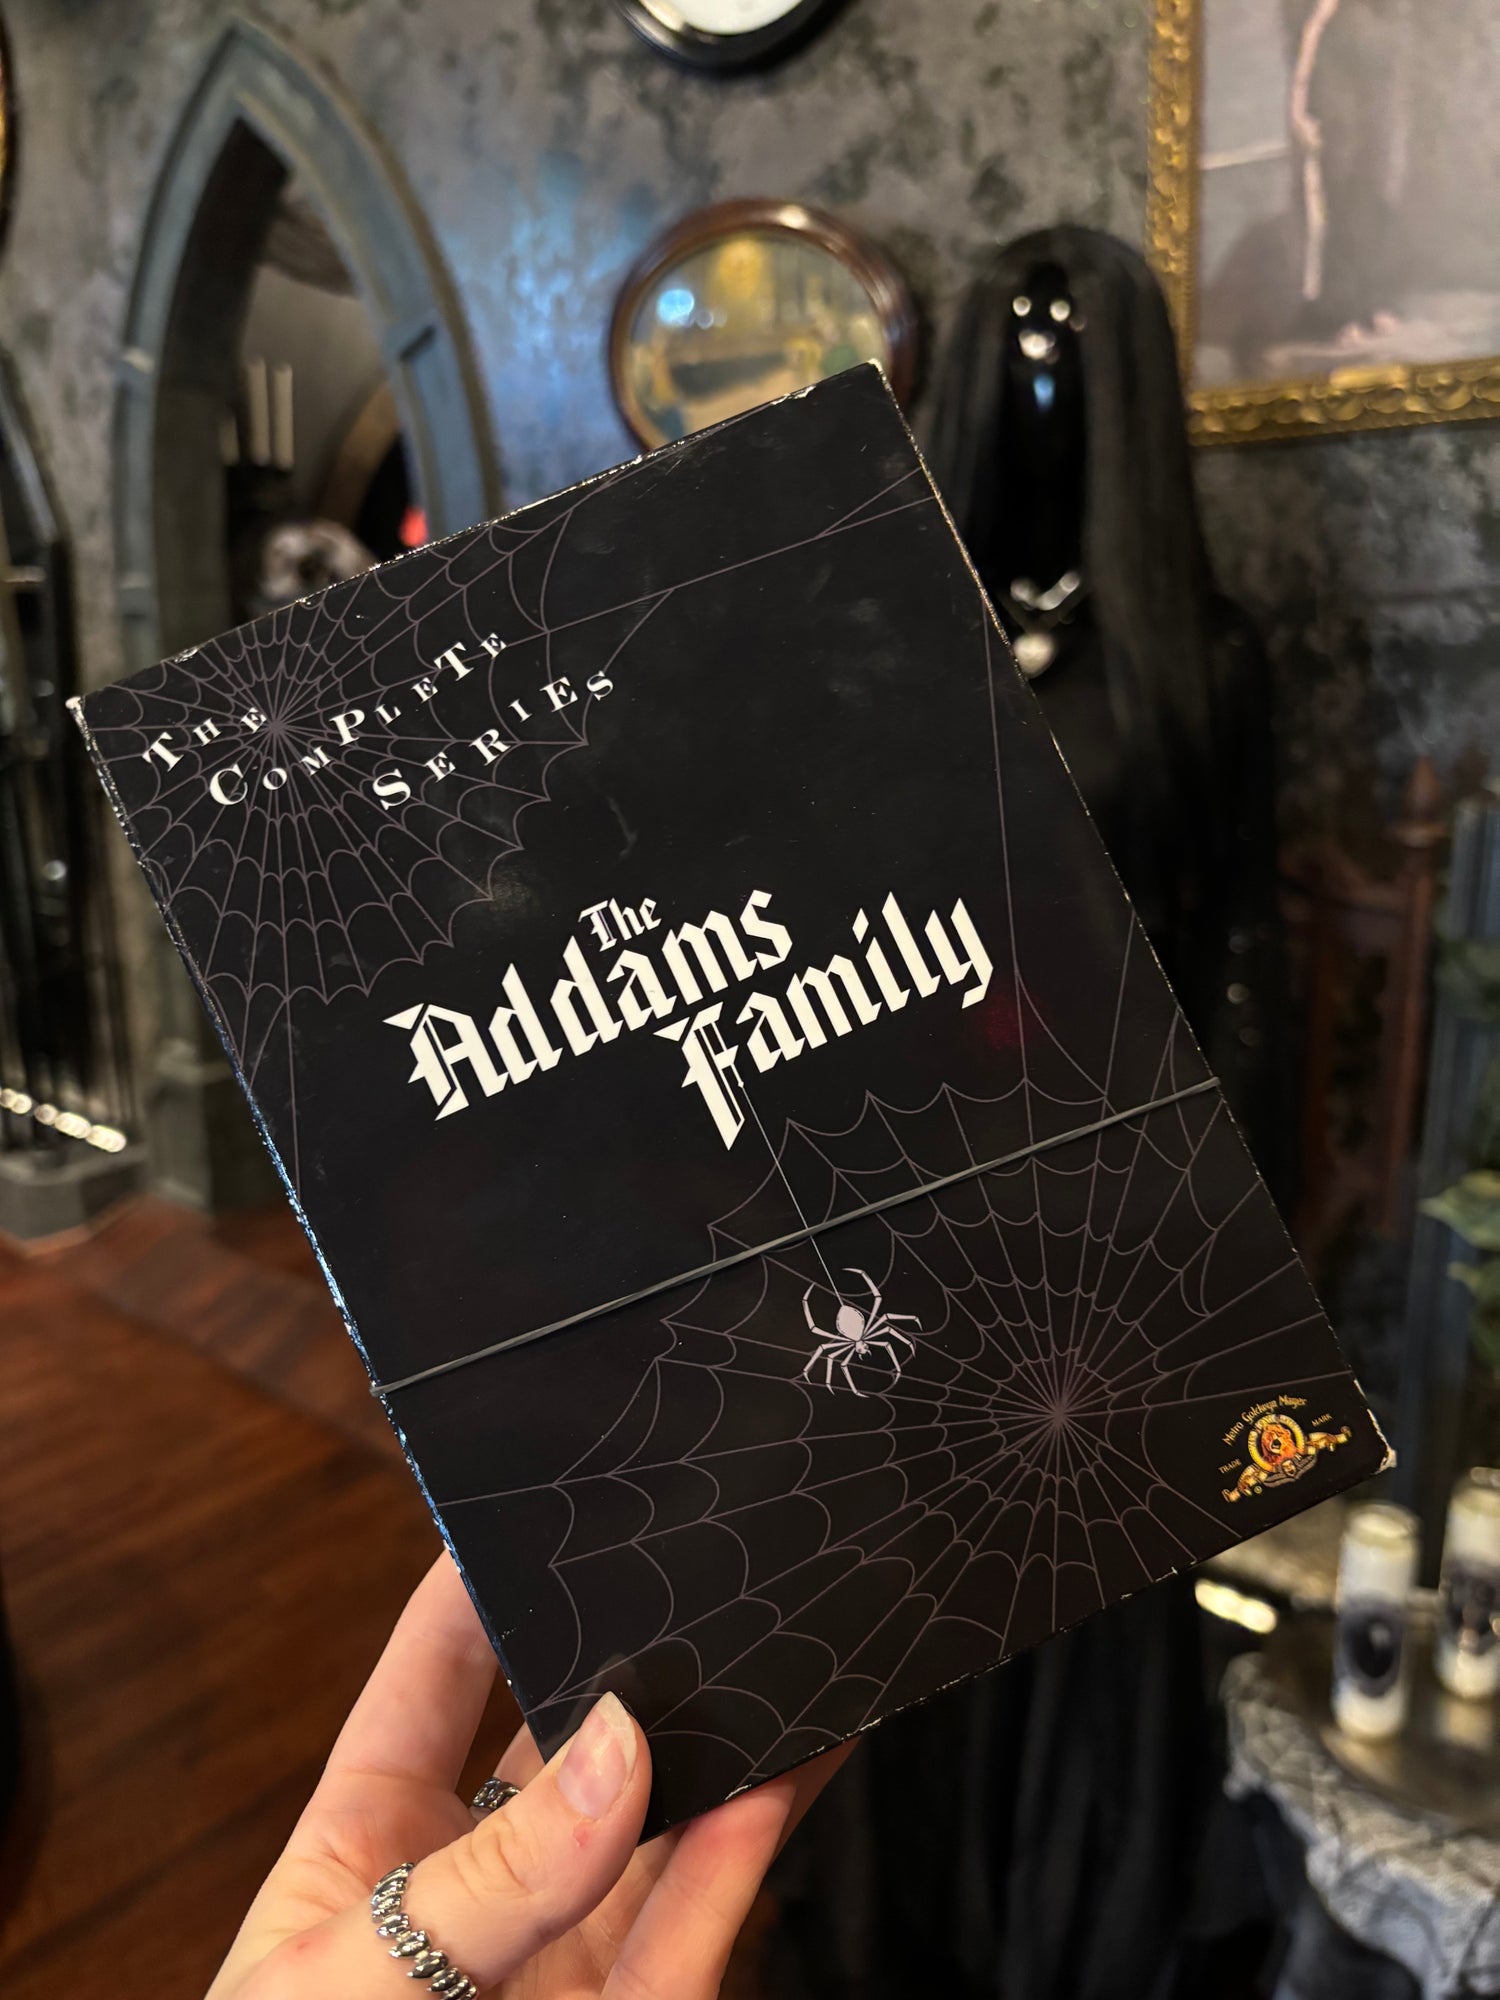 The
Complete
Series
The
Addams
Family
Metro Goldwyn Mayer
TRADE MARK